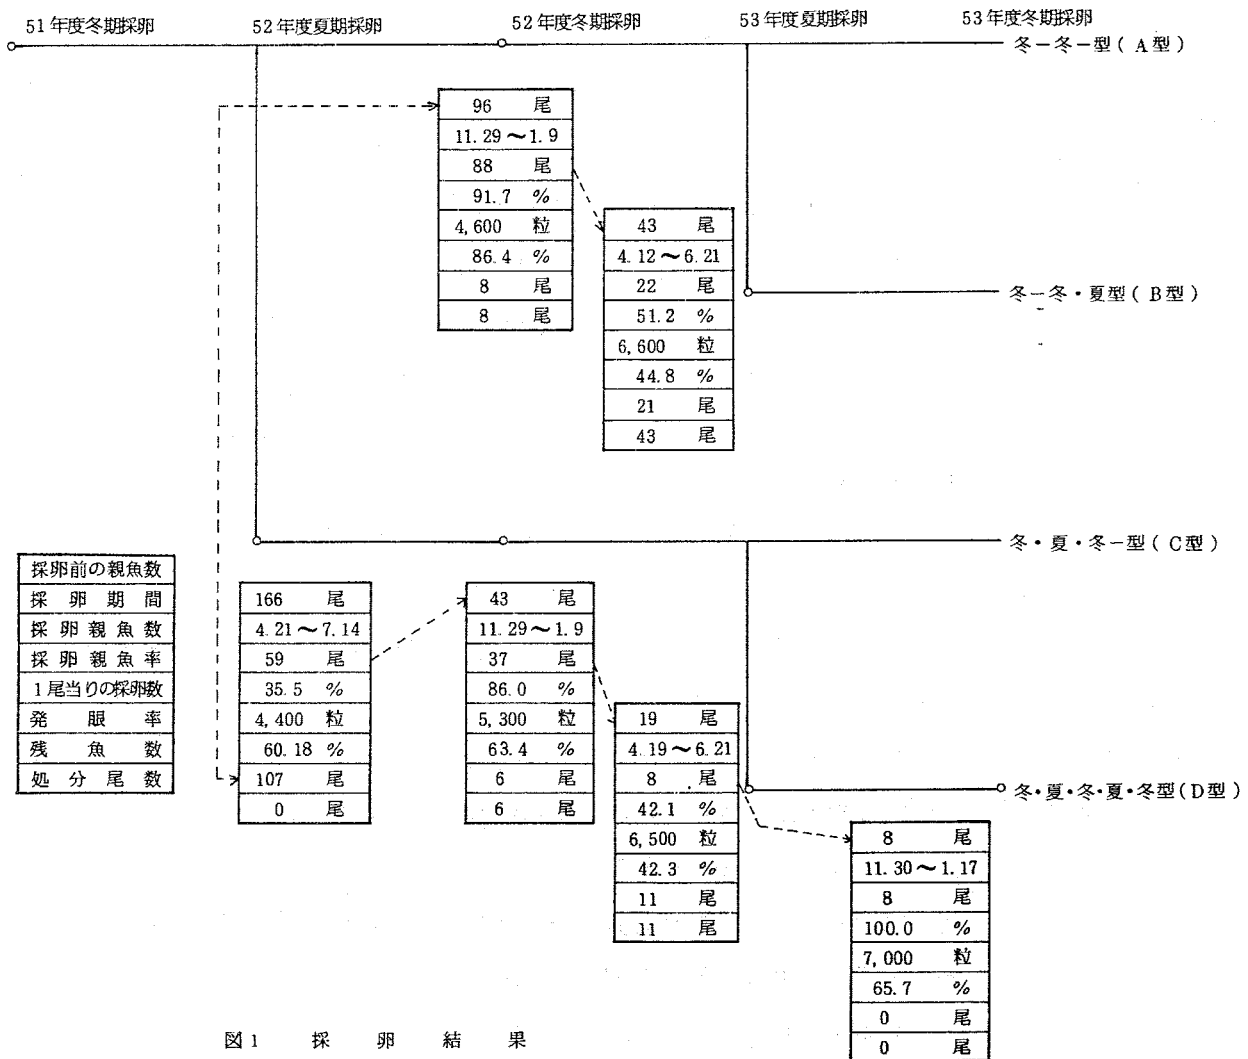 51年度冬期採卵 52年度夏期採卵 52年度冬期採卵 53年度夏期採卵 53年度冬期採卵
冬-冬-型(A型)
96 尾
11.29~1.9
88 尾
91.7 %
4,600 粒
86.4 %
8 尾
8 尾
43 尾
4.12~6.21
22 尾
51.2 %
6,600 粒
44.8 %
21 尾
43 尾
冬-冬・夏型(B型)
冬・夏・冬-型(C型)
採卵前の親魚数
採卵期間
採卵親魚数
採卵親魚率
1尾当りの採卵数
発眼率
残魚数
処分尾数
166 尾
4.21~7.14
59 尾
35.5 %
4,400 粒
60.18 %
107 尾
0 尾
43 尾
11.29~1.9
37 尾
86.0 %
5,300 粒
63.4 %
6 尾
6 尾
19 尾
4.19~6.21
8 尾
42.1 %
6,500 粒
42.3 %
11 尾
11 尾
冬・夏・冬・夏・冬型(D型)
8 尾
11.30~1.17
8 尾
100.0 %
7,000 粒
65.7 %
0 尾
0 尾
図1 採卵結果